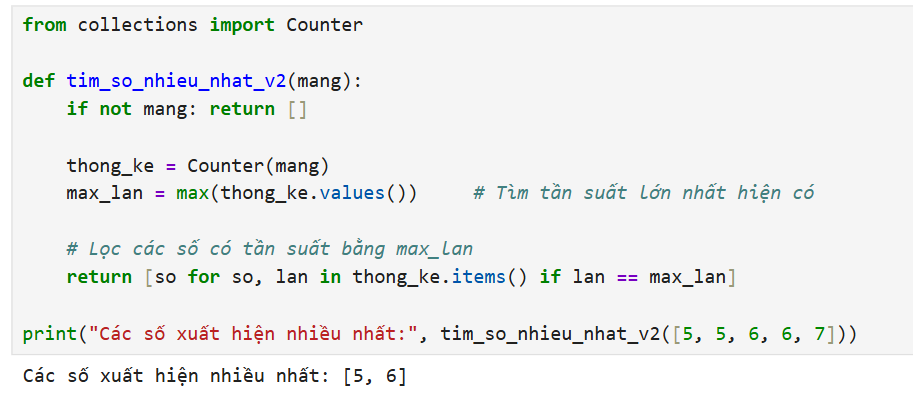 from collections import Counter
def tim_so_nhieu_nhat_v2(mang):
    if not mang: return []
    thong_ke = Counter(mang)
    max_lan = max(thong_ke.values())     # Tìm tần suất lớn nhất hiện có
    # Lọc các số có tần suất bằng max_lan
    return [so for so, lan in thong_ke.items() if lan == max_lan]
print("Các số xuất hiện nhiều nhất:", tim_so_nhieu_nhat_v2([5, 5, 6, 6, 7]))
Các số xuất hiện nhiều nhất: [5, 6]